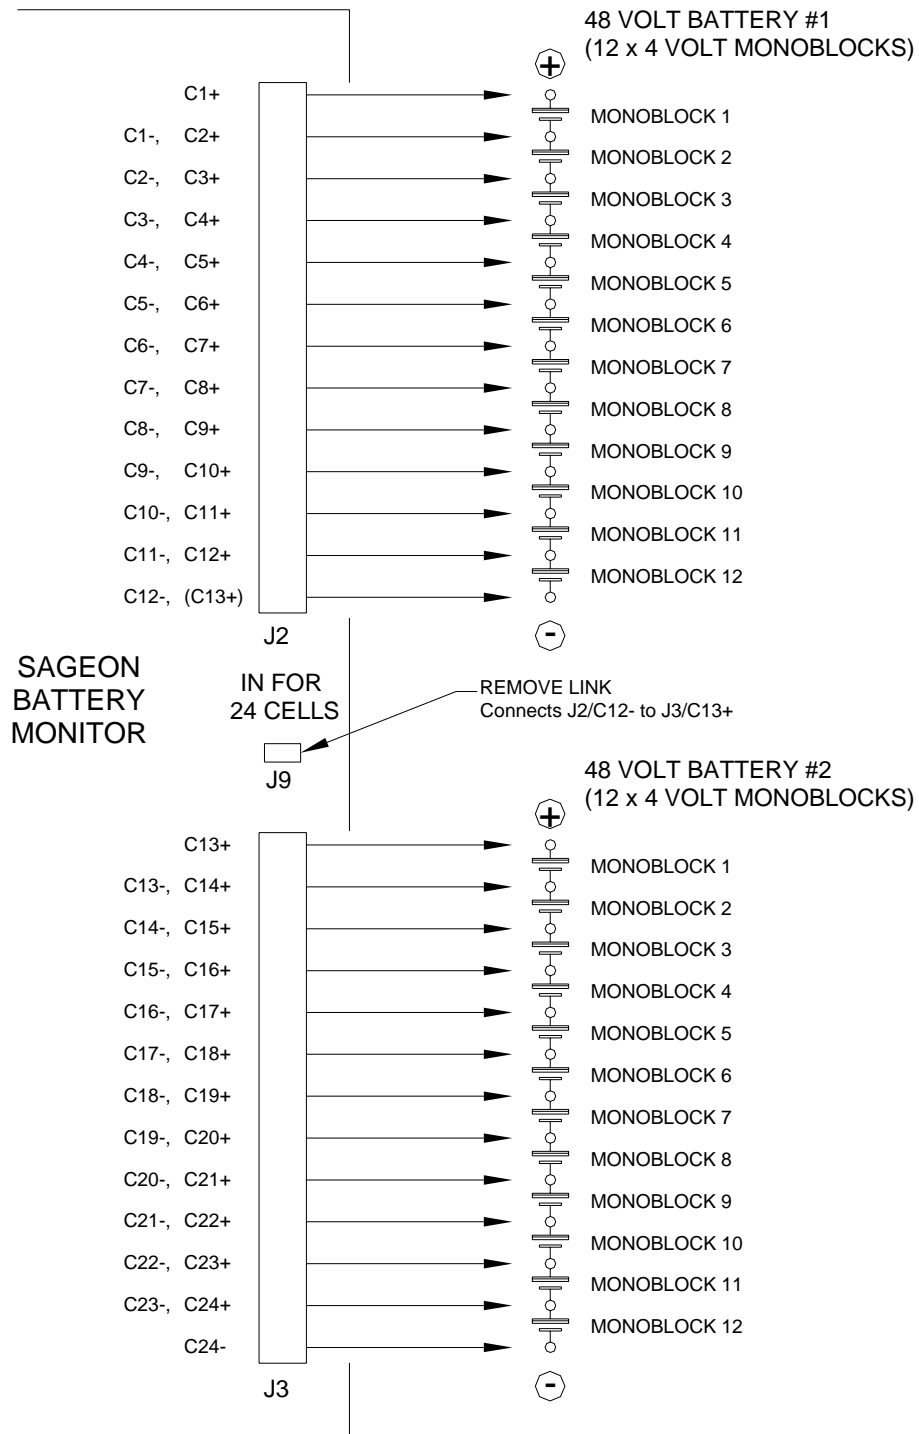 48 VOLT BATTERY #1
(12 x 4 VOLT MONOBLOCKS)
+
C1+
MONOBLOCK 1
C1-, C2+
MONOBLOCK 2
C2-, C3+
MONOBLOCK 3
C3-, C4+
MONOBLOCK 4
C4-, C5+
MONOBLOCK 5
C5-, C6+
MONOBLOCK 6
C6-, C7+
MONOBLOCK 7
C7-, C8+
MONOBLOCK 8
C8-, C9+
MONOBLOCK 9
C9-, C10+
MONOBLOCK 10
C10-, C11+
MONOBLOCK 11
C11-, C12+
MONOBLOCK 12
C12-, (C13+)
J2
-
SAGEON
BATTERY
MONITOR
IN FOR
24 CELLS
REMOVE LINK
Connects J2/C12- to J3/C13+
J9
48 VOLT BATTERY #2
(12 x 4 VOLT MONOBLOCKS)
+
C13+
MONOBLOCK 1
C13-, C14+
MONOBLOCK 2
C14-, C15+
MONOBLOCK 3
C15-, C16+
MONOBLOCK 4
C16-, C17+
MONOBLOCK 5
C17-, C18+
MONOBLOCK 6
C18-, C19+
MONOBLOCK 7
C19-, C20+
MONOBLOCK 8
C20-, C21+
MONOBLOCK 9
C21-, C22+
MONOBLOCK 10
C22-, C23+
MONOBLOCK 11
C23-, C24+
MONOBLOCK 12
C24-
J3
-